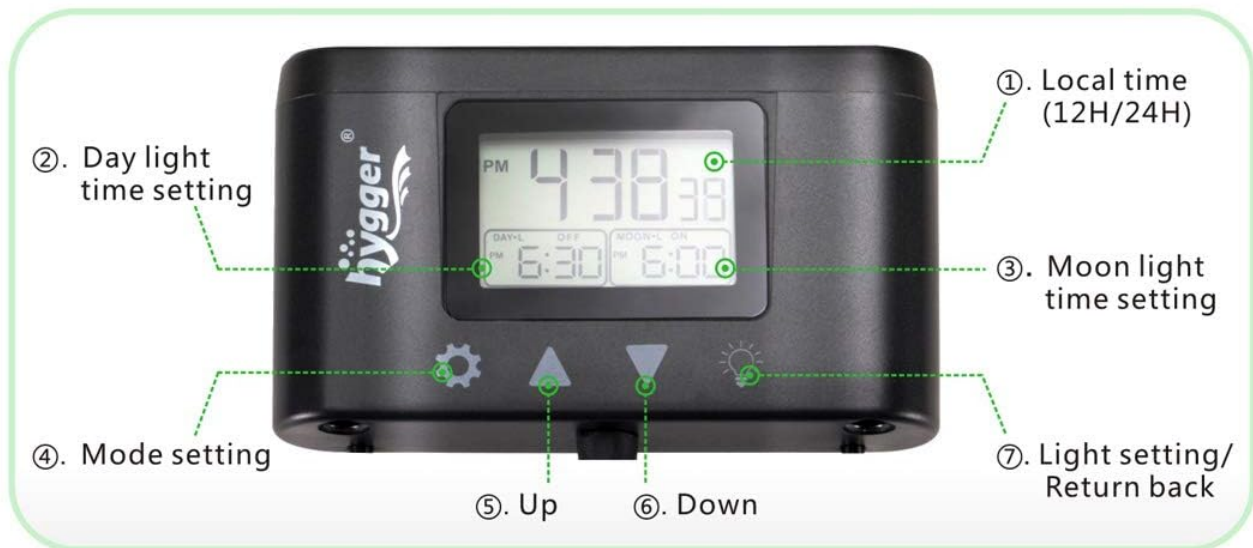 ①. Local time
(12H/24H)
②. Day light
time setting
hygger®
PM 4 38 38
DAY•L OFF
PM 6:30
MOON•L ON
PM 6:00
③. Moon light
time setting
④. Mode setting
⑤. Up
⑥. Down
⑦. Light setting/
Return back